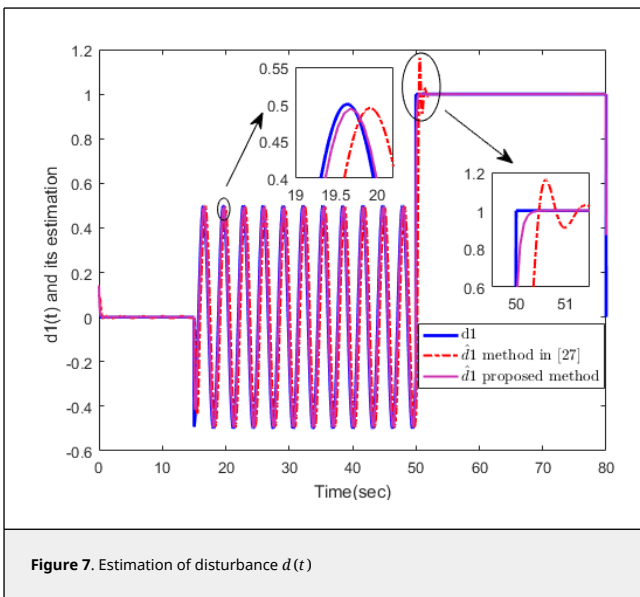 1.2
1
0.8
0.6
0.4
0.2
0
-0.2
-0.4
-0.6
d1(t) and its estimation
0 10 20 30 40 50 60 70 80
Time(sec)
0.55
0.5
0.45
0.4
19 19.5 20
1.2
1
0.8
0.6
50 51
d1
d̂1 method in [27]
d̂1 proposed method
Figure 7. Estimation of disturbance d(t)